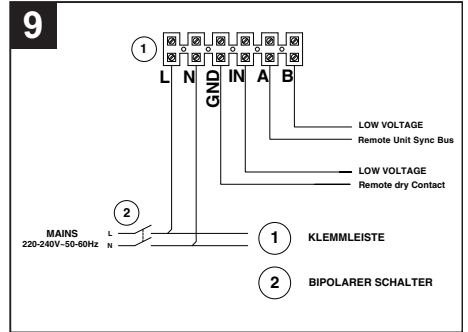 9
1
L N GND IN A B
LOW VOLTAGE
Remote Unit Sync Bus
LOW VOLTAGE
Remote dry Contact
2
MAINS L
220-240V~50-60Hz N
1 KLEMMLEISTE
2 BIPOLARER SCHALTER